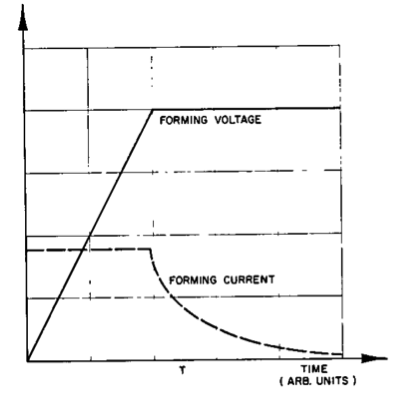 FORMING VOLTAGE
FORMING CURRENT
T
TIME
( ARB. UNITS )